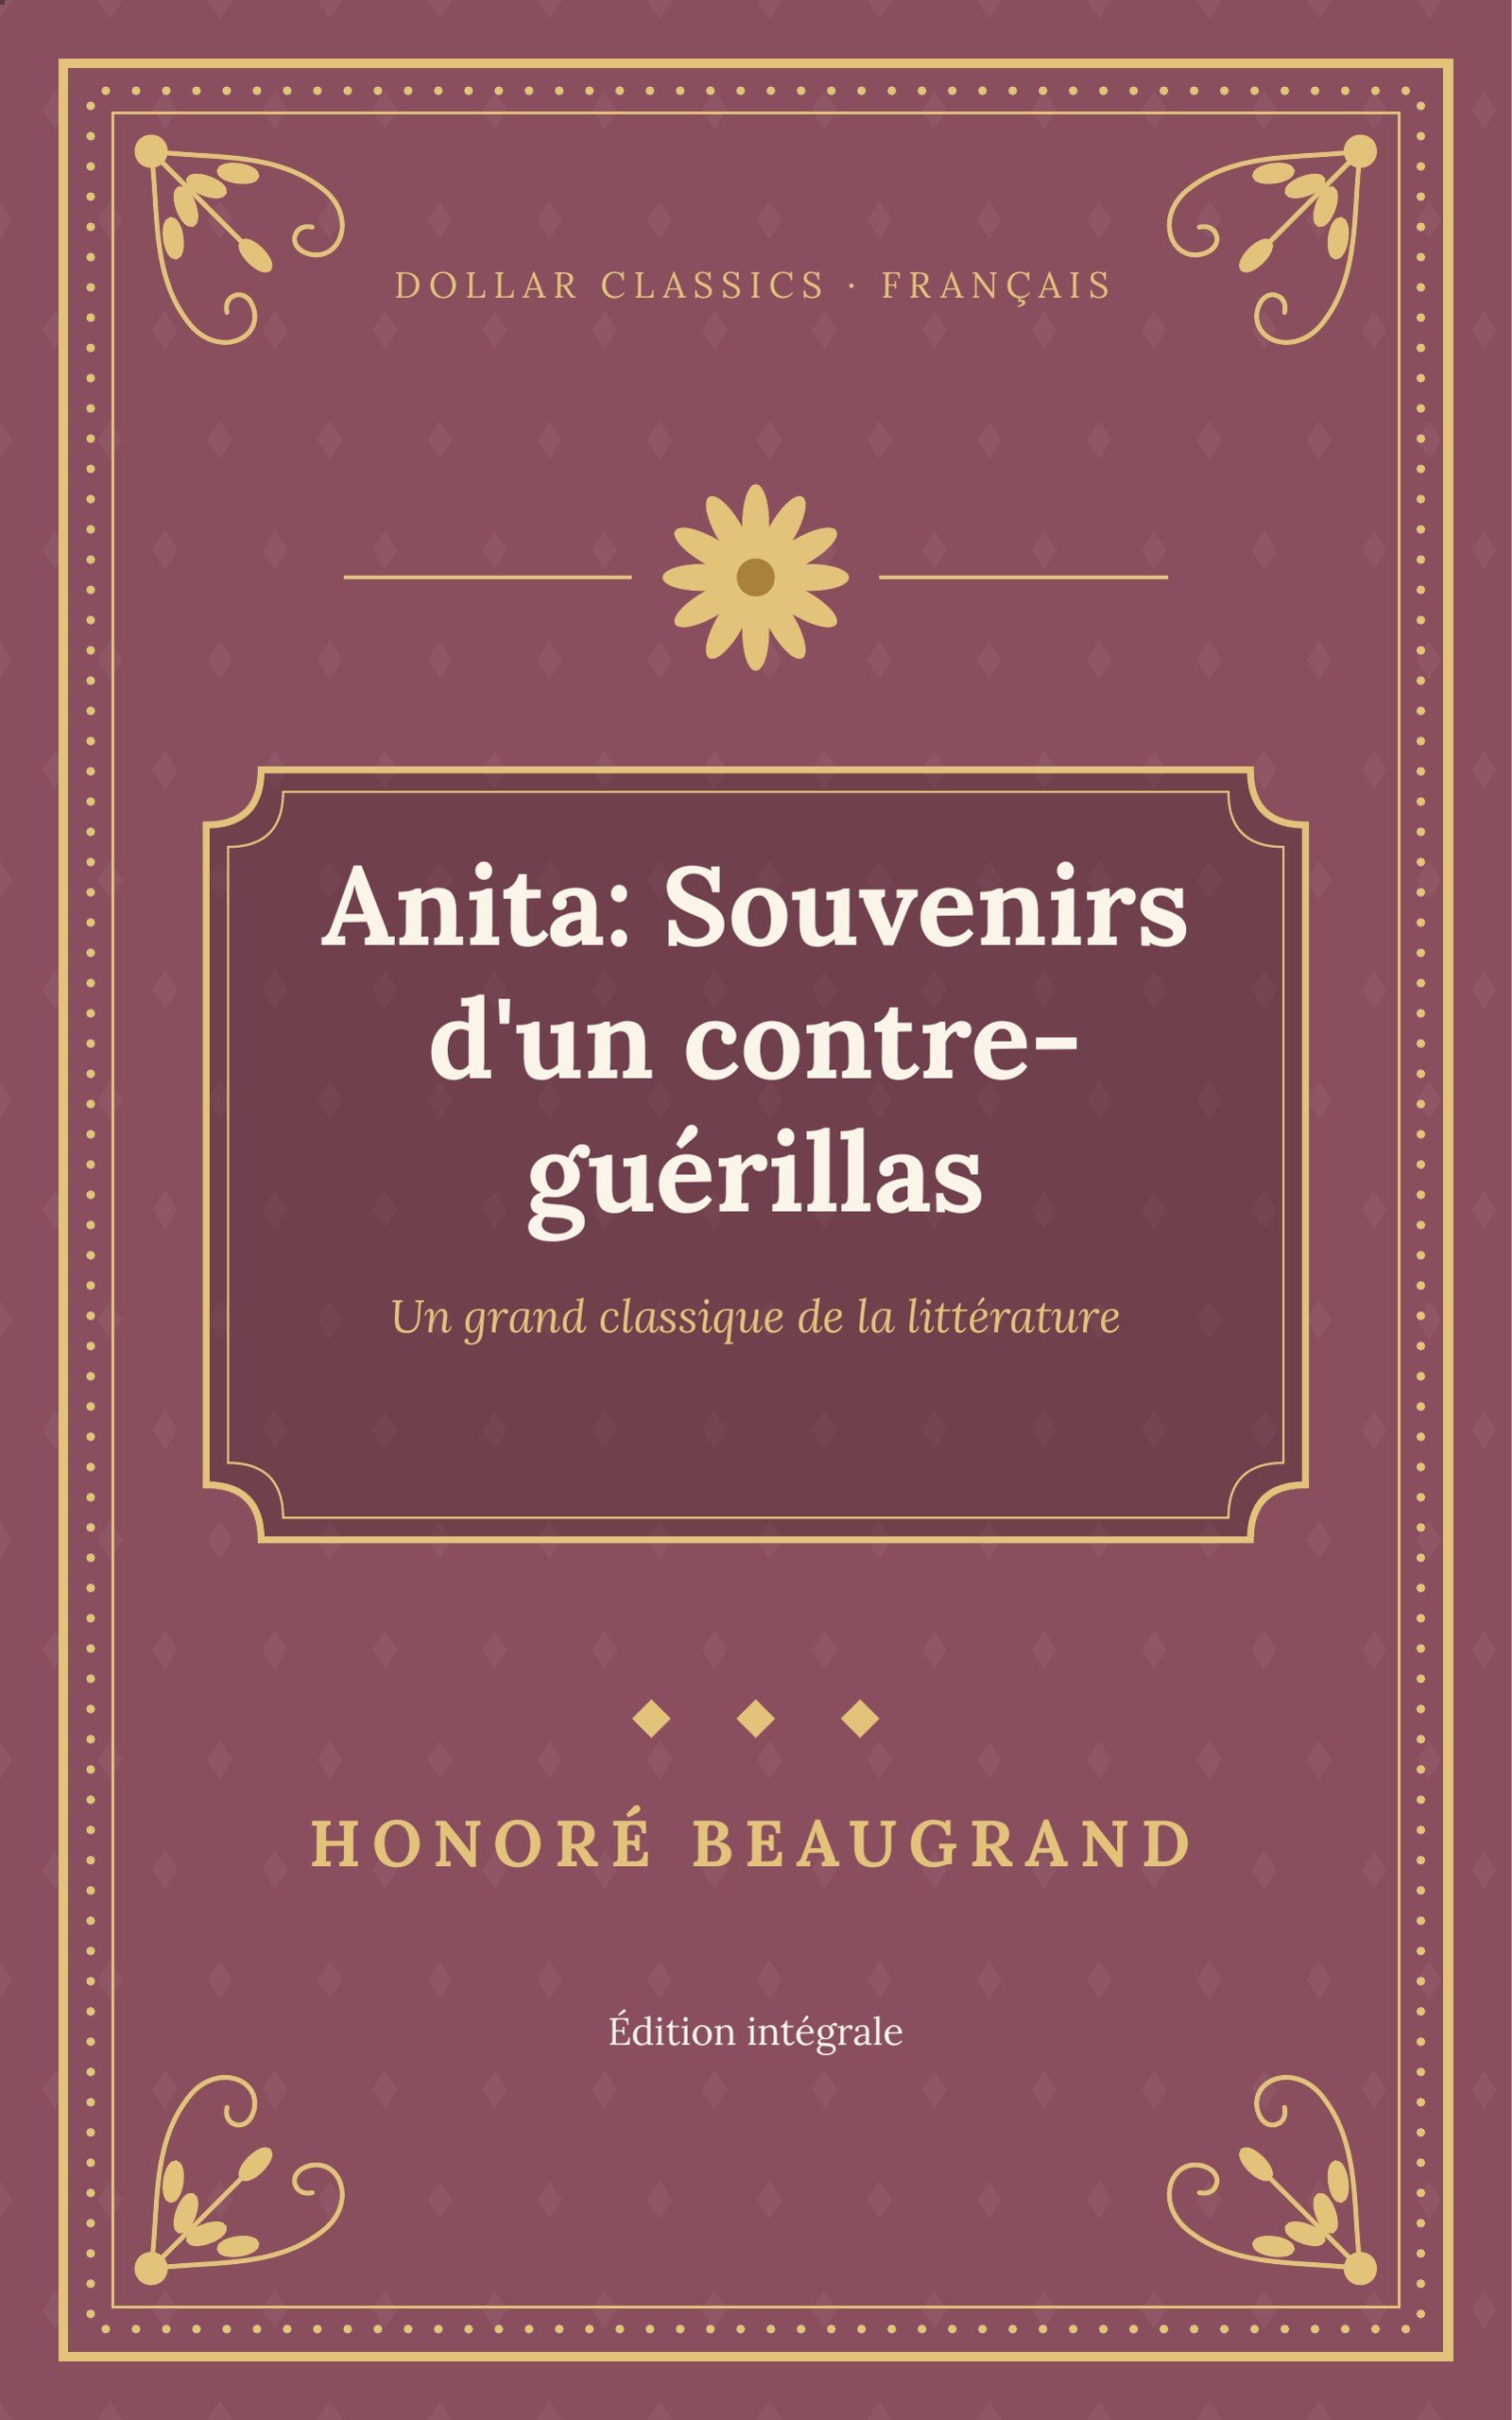 DOLLAR CLASSICS · FRANÇAIS
Anita: Souvenirs
d'un contre-
guérillas
Un grand classique de la littérature
HONORÉ BEAUGRAND
Édition intégrale